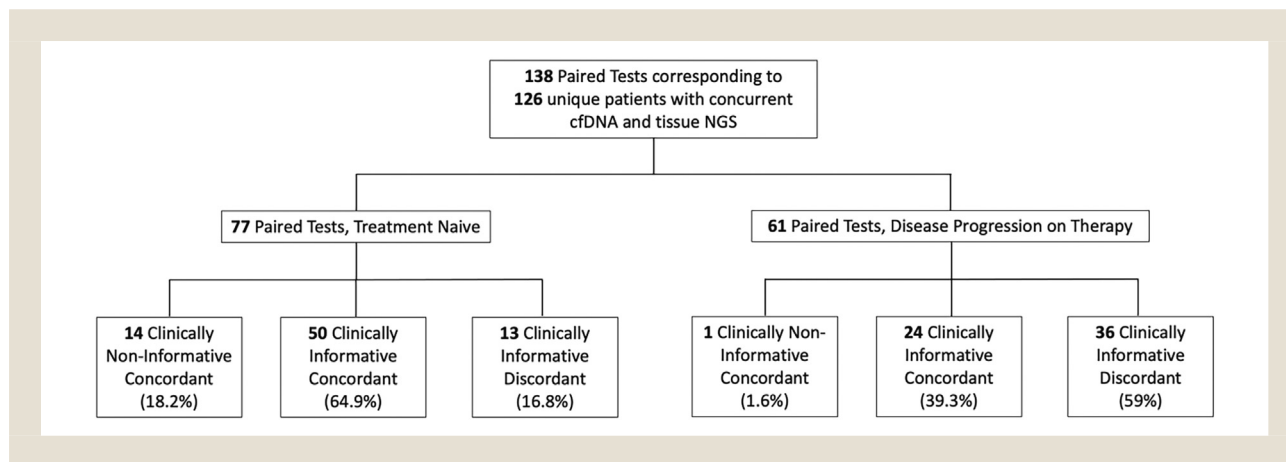 138 Paired Tests corresponding to
126 unique patients with concurrent
cfDNA and tissue NGS
77 Paired Tests, Treatment Naive
61 Paired Tests, Disease Progression on Therapy
14 Clinically
Non-Informative
Concordant
(18.2%)
50 Clinically
Informative
Concordant
(64.9%)
13 Clinically
Informative
Discordant
(16.8%)
1 Clinically Non-
Informative
Concordant
(1.6%)
24 Clinically
Informative
Concordant
(39.3%)
36 Clinically
Informative
Discordant
(59%)